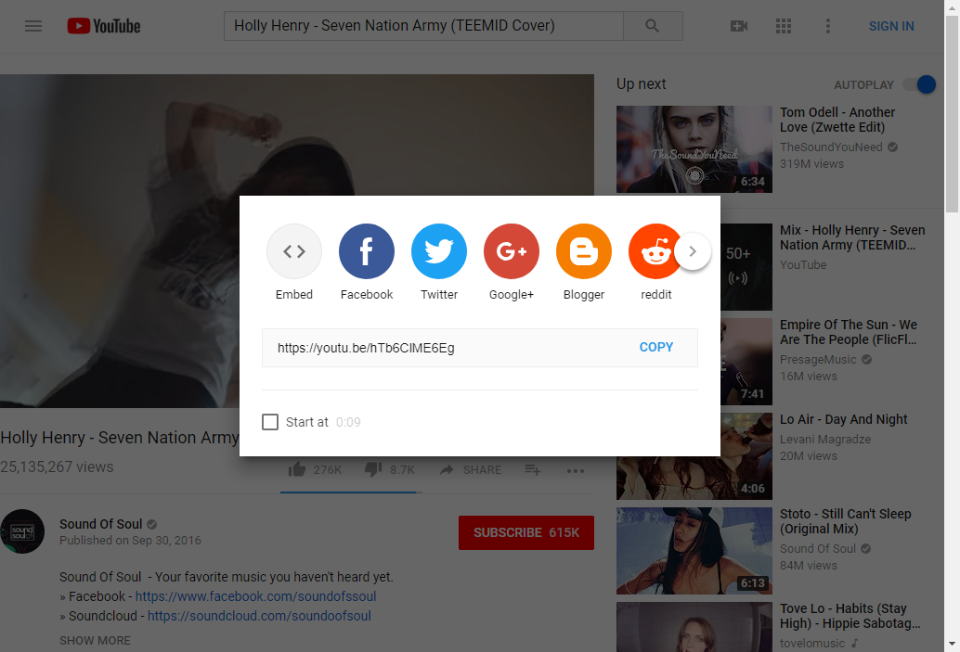 YouTube
Holly Henry - Seven Nation Army (TEEMID Cover)
SIGN IN
Up next
AUTOPLAY
TheSoundYouNeed
6:34
Tom Odell - Another
Love (Zwette Edit)
TheSoundYouNeed
319M views
50+
Mix - Holly Henry - Seven
Nation Army (TEEMID...
YouTube
7:41
Empire Of The Sun - We
Are The People (FlicFl...
PresageMusic
16M views
4:06
Lo Air - Day And Night
Levani Magradze
20M views
6:13
Stoto - Still Can't Sleep
(Original Mix)
Sound Of Soul
84M views
Tove Lo - Habits (Stay
High) - Hippie Sabotag...
tovelomusic
Embed
Facebook
Twitter
Google+
Blogger
reddit
https://youtu.be/hTb6CIME6Eg
COPY
Start at 0:09
Holly Henry - Seven Nation Army
25,135,267 views
276K
8.7K
SHARE
Sound Of Soul
Published on Sep 30, 2016
SUBSCRIBE 615K
Sound Of Soul - Your favorite music you haven't heard yet.
» Facebook - https://www.facebook.com/soundofssoul
» Soundcloud - https://soundcloud.com/soundoofsoul
SHOW MORE